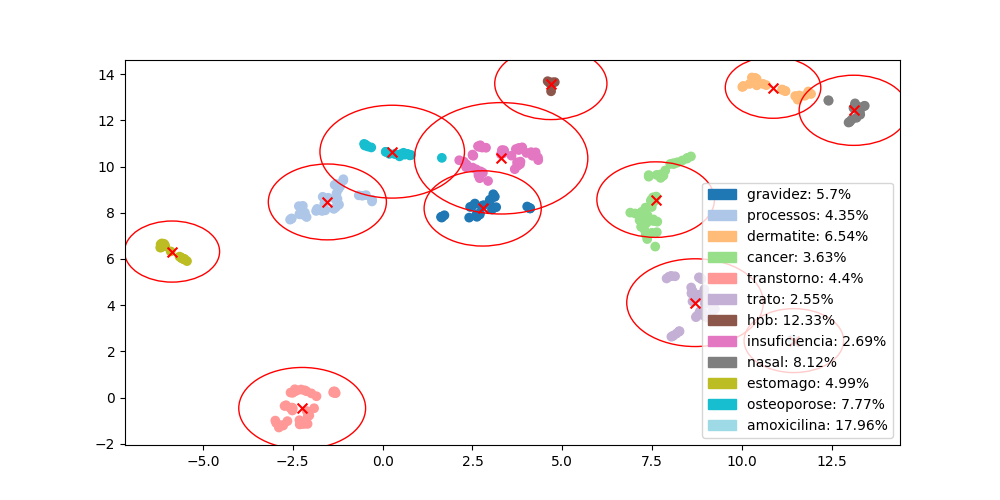 14
12
10
8
6
4
2
0
−2
−5.0 −2.5 0.0 2.5 5.0 7.5 10.0 12.5
gravidez: 5.7%
processos: 4.35%
dermatite: 6.54%
cancer: 3.63%
transtorno: 4.4%
trato: 2.55%
hpb: 12.33%
insuficiencia: 2.69%
nasal: 8.12%
estomago: 4.99%
osteoporose: 7.77%
amoxicilina: 17.96%